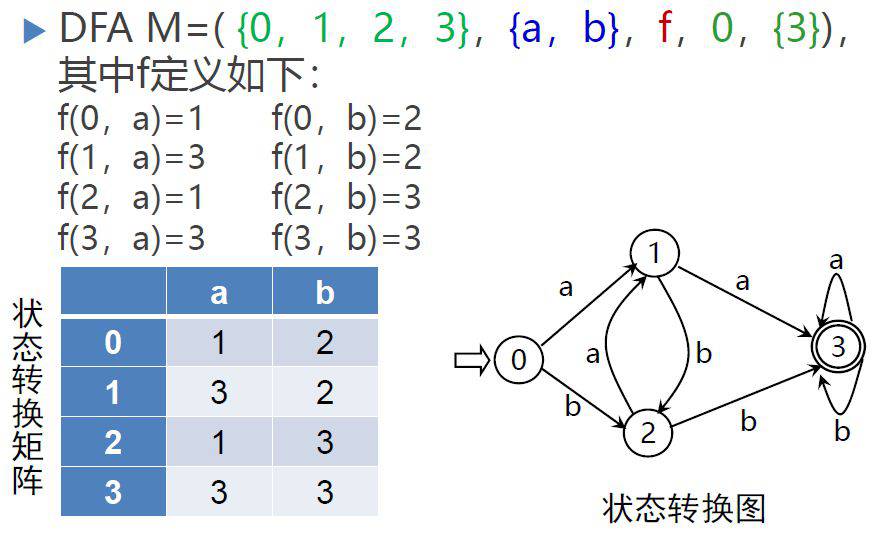 DFA M=( {0，1，2，3}，{a，b}，f，0，{3})，
其中f定义如下：
f(0，a)=1 f(0，b)=2
f(1，a)=3 f(1，b)=2
f(2，a)=1 f(2，b)=3
f(3，a)=3 f(3，b)=3
状态转换矩阵
a b
0 1 2
1 3 2
2 1 3
3 3 3
1
a
a
a
0
a
b
3
b
2
b
b
状态转换图